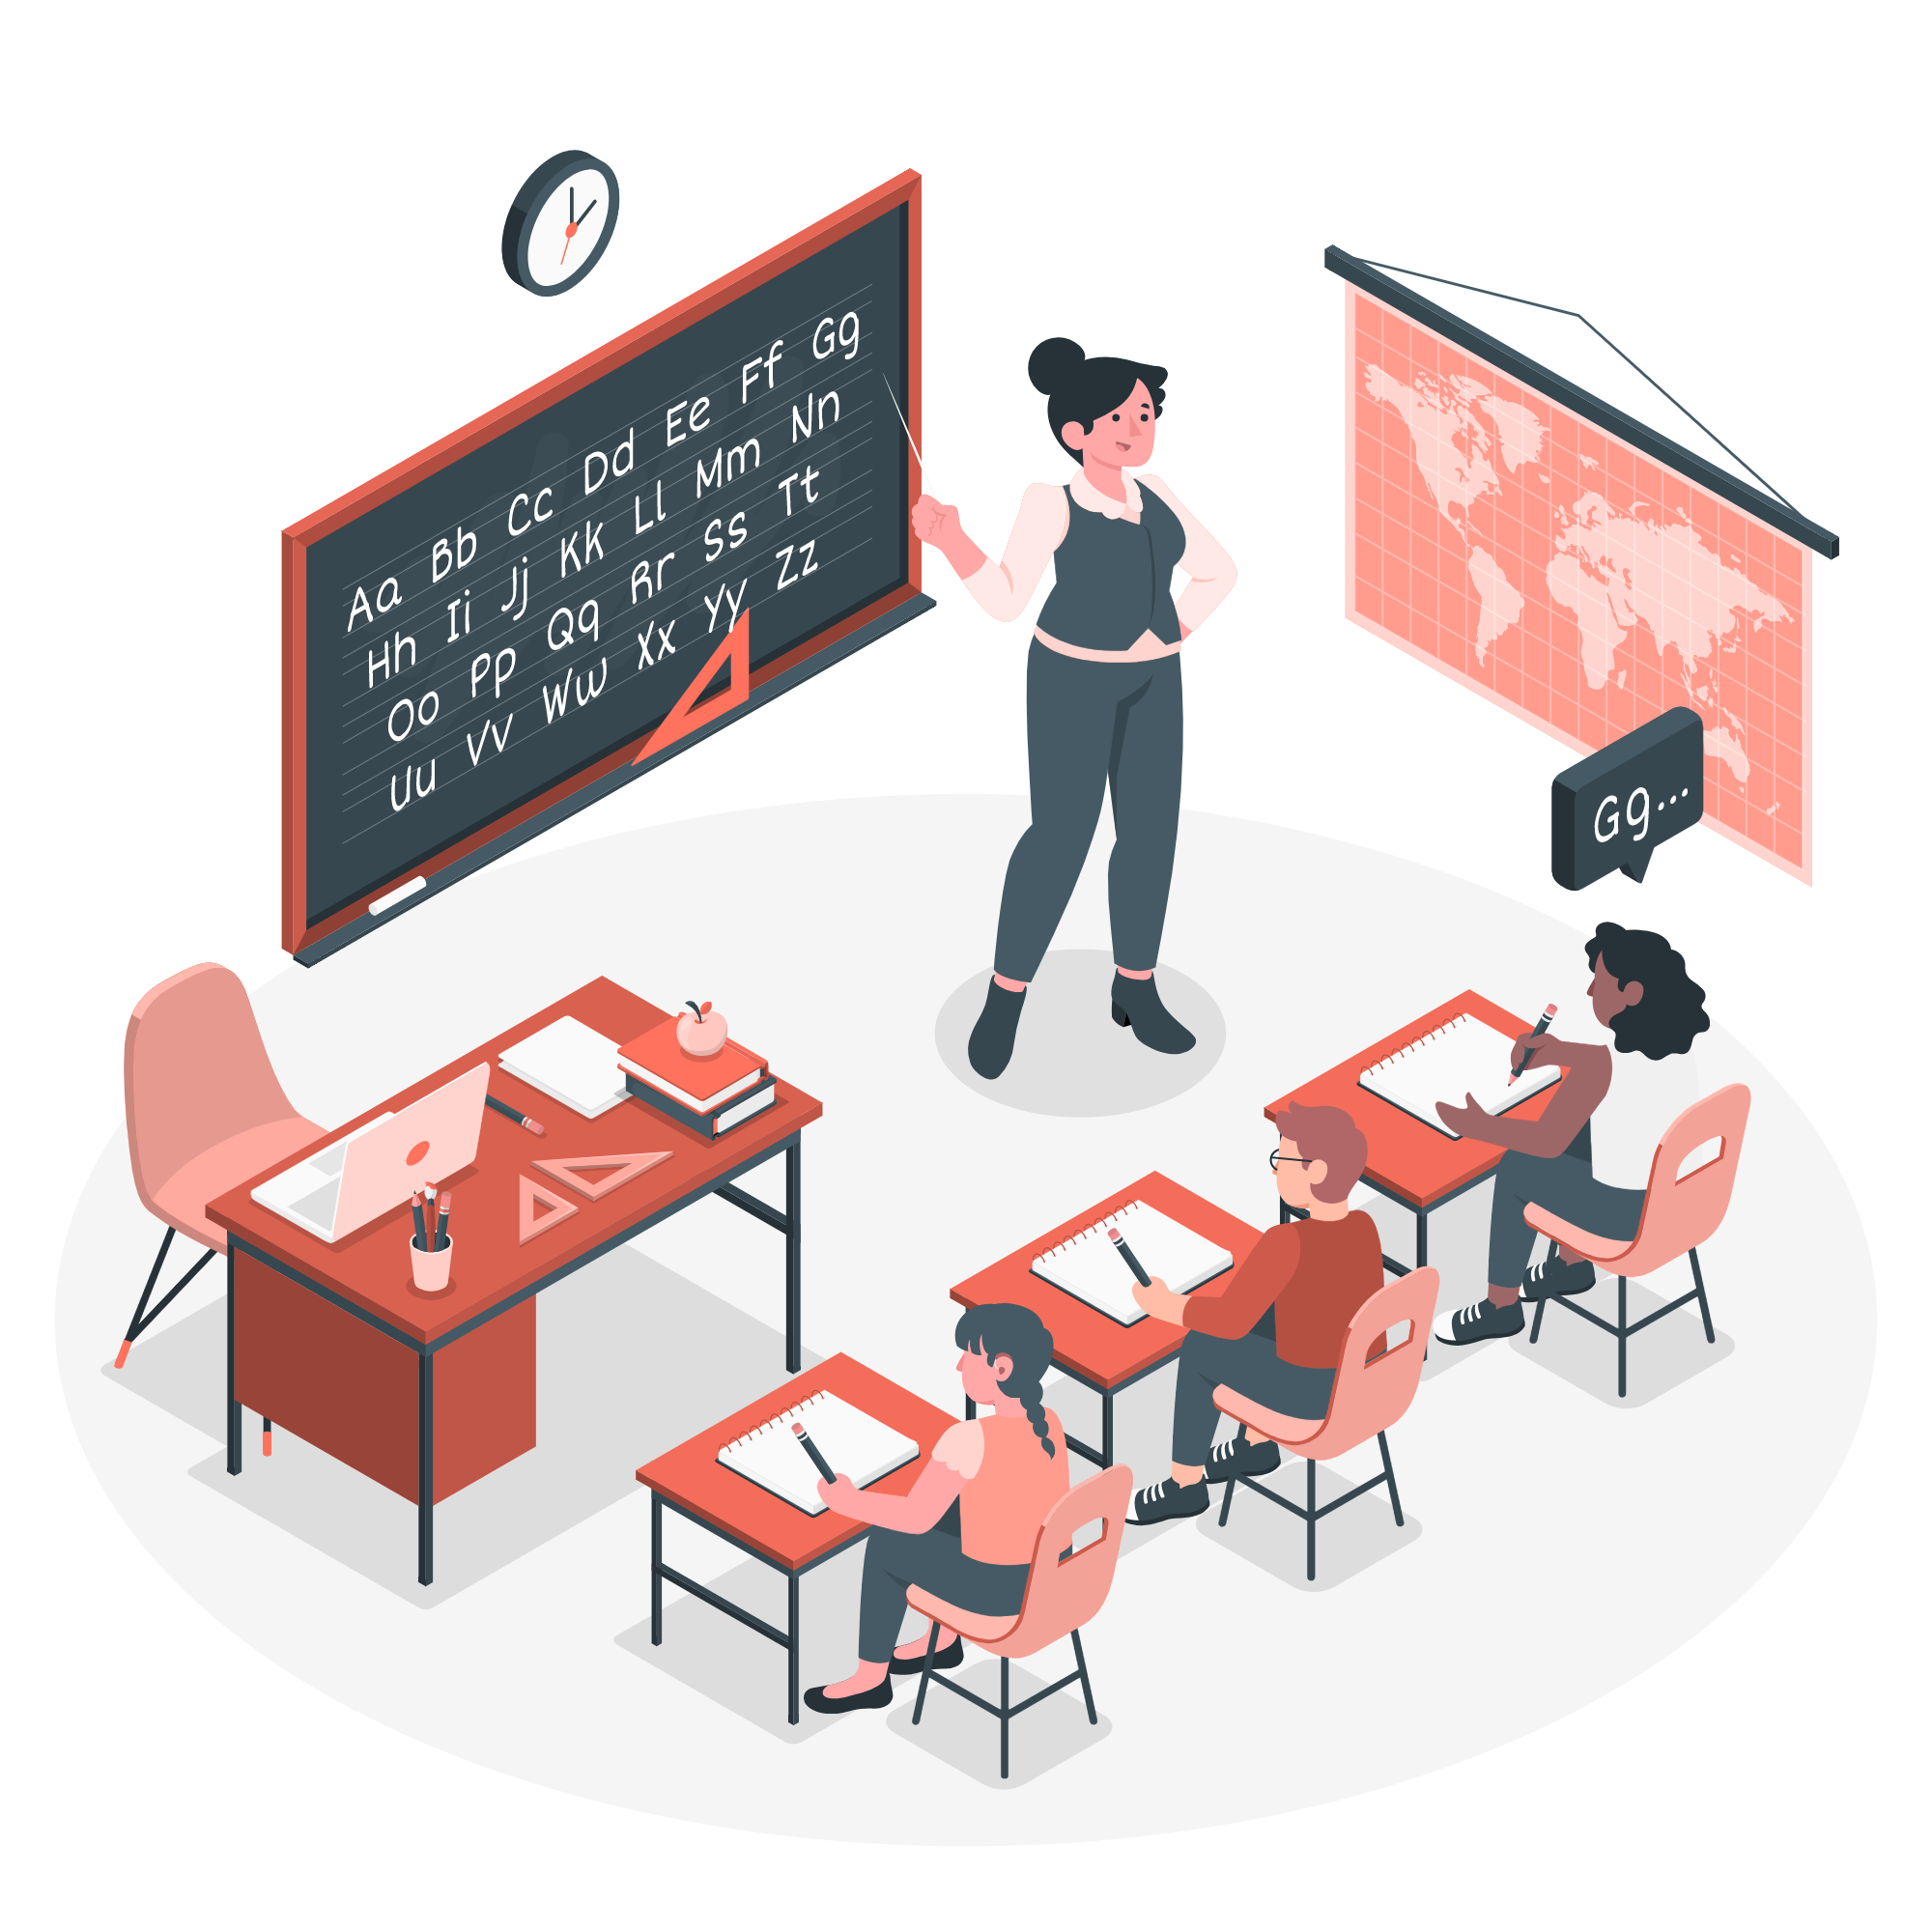 Aa Bb Cc Dd Ee Ff Gg
Hh Ii Jj Kk Ll Mm Nn
Oo Pp Qq Rr Ss Tt
Uu Vv Ww Xx Yy Zz
Gg...